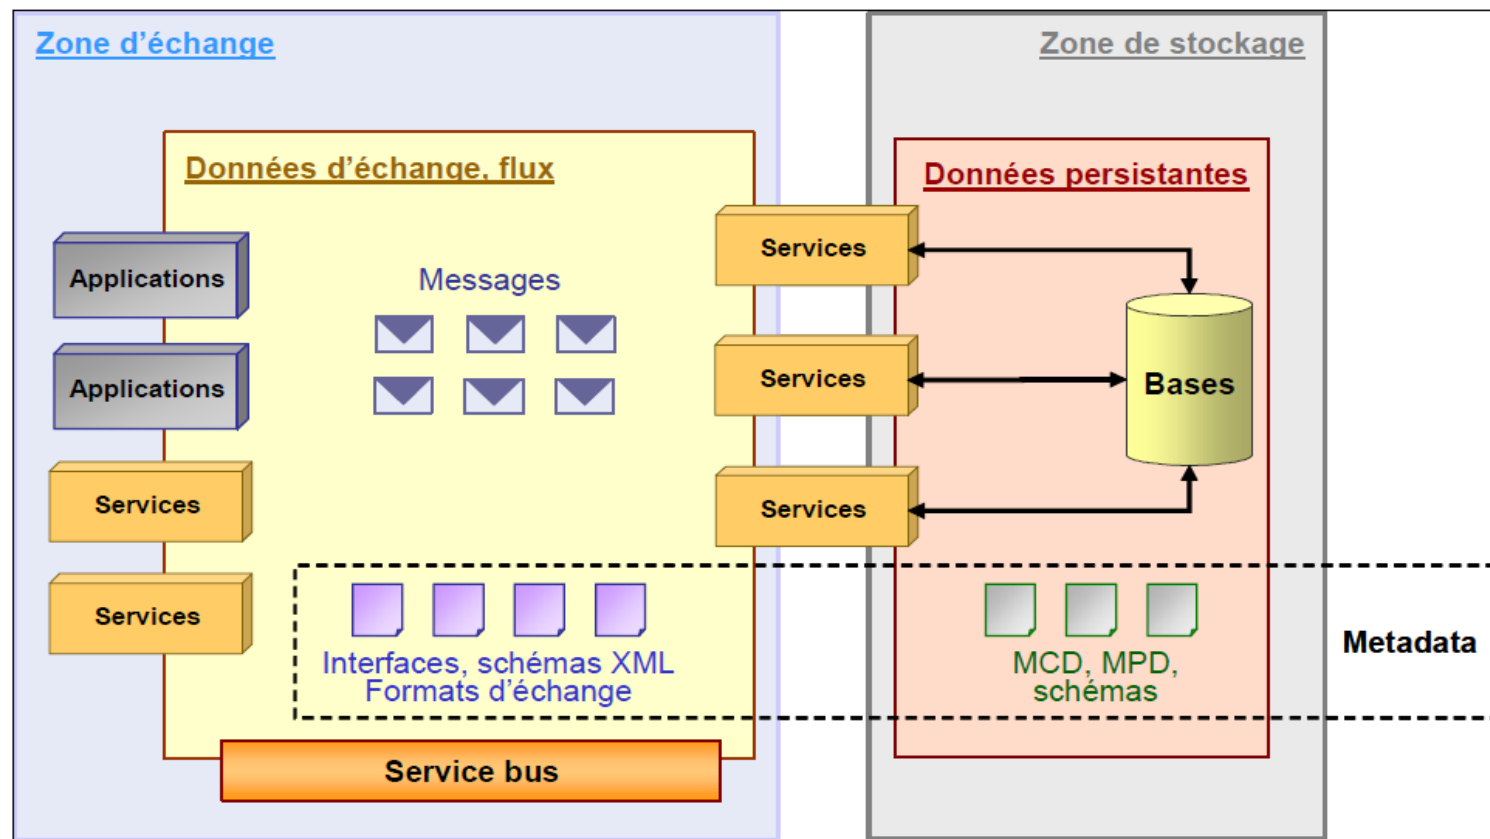 Zone d'échange
Zone de stockage
Données d'échange, flux
Données persistantes
Applications
Applications
Services
Services
Messages
Services
Services
Services
Bases
Interfaces, schémas XML
Formats d'échange
MCD, MPD,
schémas
Metadata
Service bus